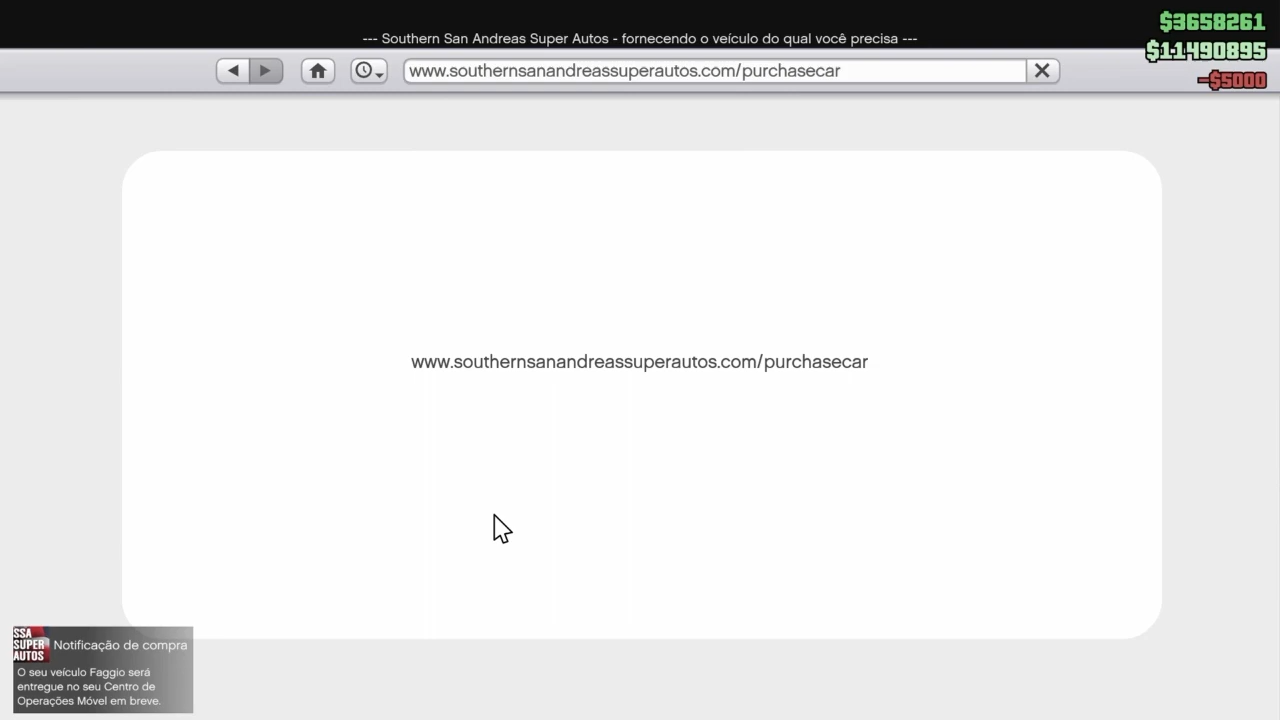 $3658261
--- Southern San Andreas Super Autos - fornecendo o veículo do qual você precisa ---
$11490895
www.southernsanandreassuperautos.com/purchasecar
-$5000
www.southernsanandreassuperautos.com/purchasecar
SSA
SUPER
AUTOS
Notificação de compra
O seu veículo Faggio será
entregue no seu Centro de
Operações Móvel em breve.